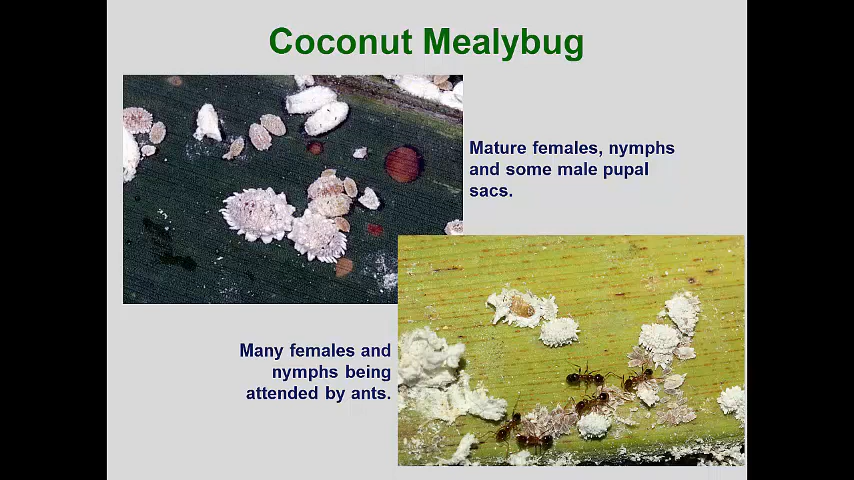 Coconut Mealybug
Mature females, nymphs
and some male pupal
sacs.
Many females and
nymphs being
attended by ants.